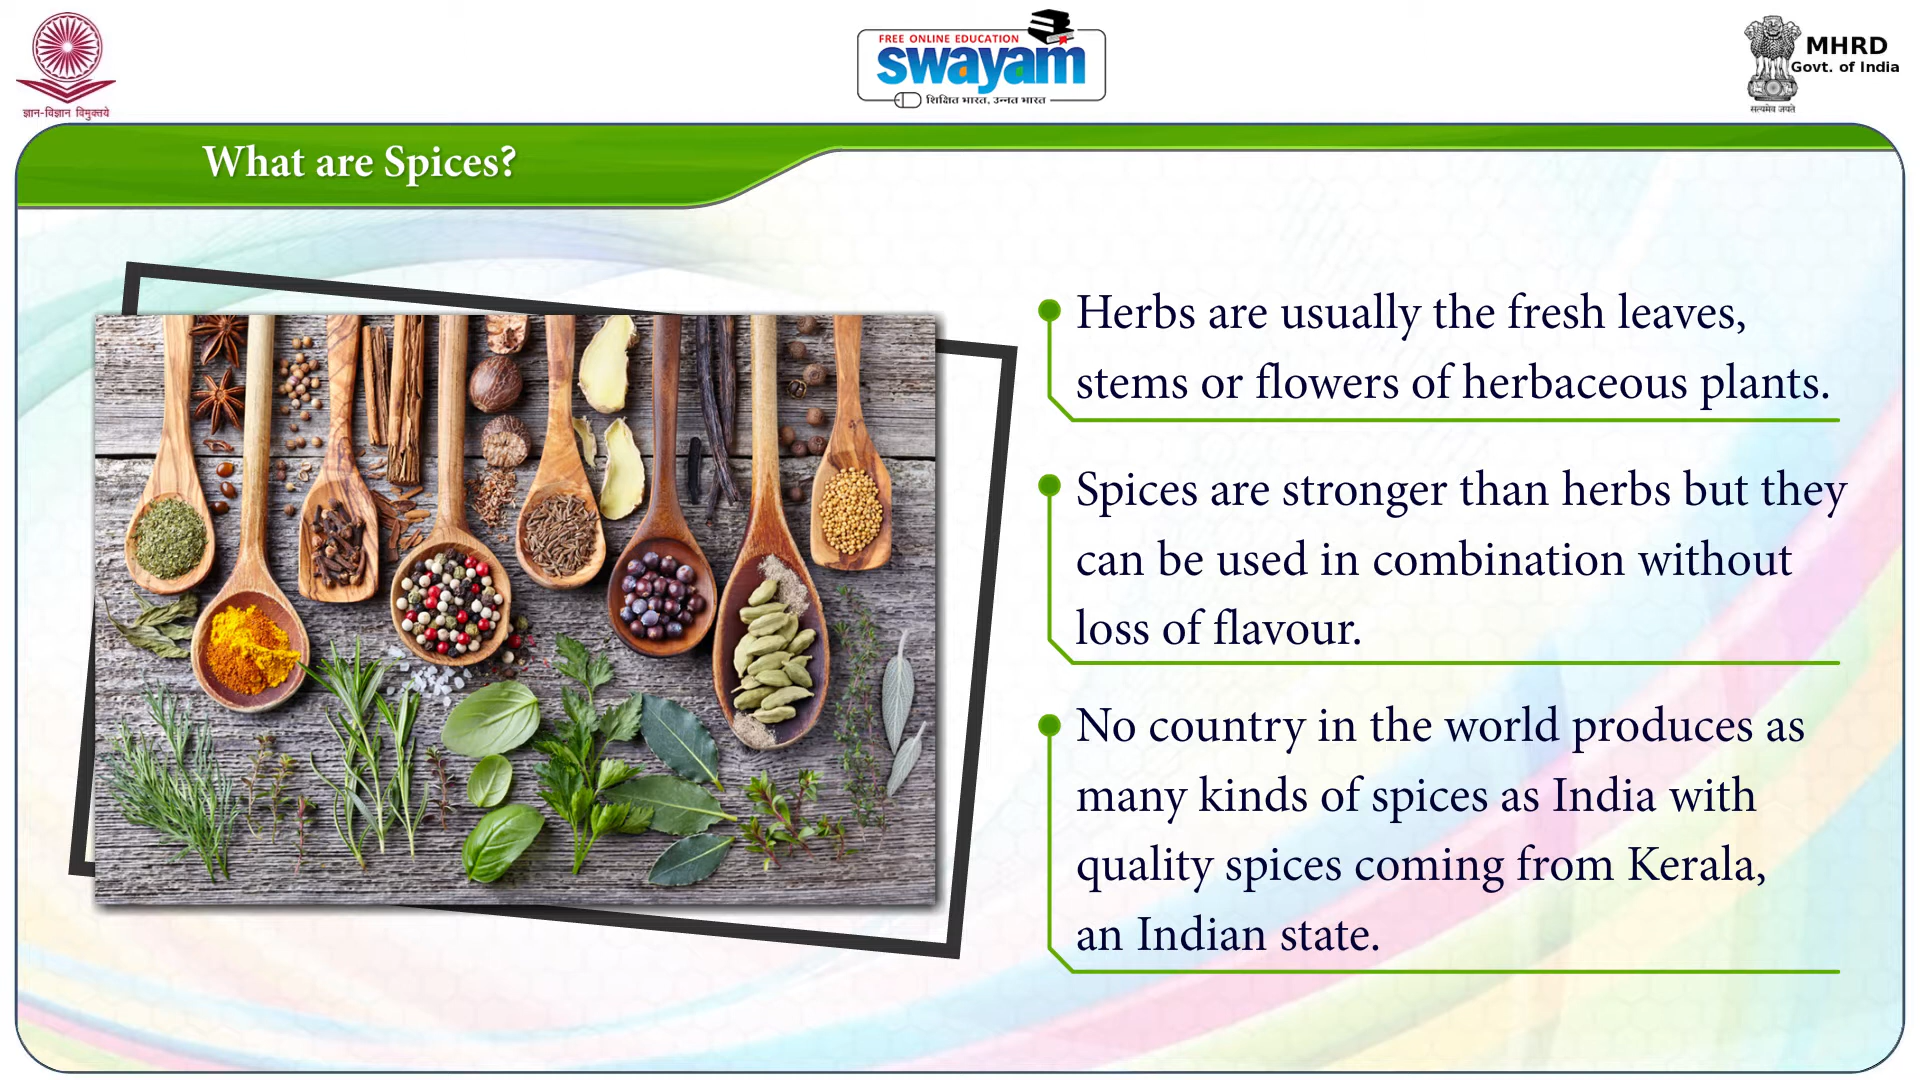 ज्ञान-विज्ञान विमुक्तये
FREE ONLINE EDUCATION
swayam
शिक्षित भारत, उन्नत भारत
सत्यमेव जयते
MHRD
Govt. of India
What are Spices?
Herbs are usually the fresh leaves,
stems or flowers of herbaceous plants.
Spices are stronger than herbs but they
can be used in combination without
loss of flavour.
No country in the world produces as
many kinds of spices as India with
quality spices coming from Kerala,
an Indian state.